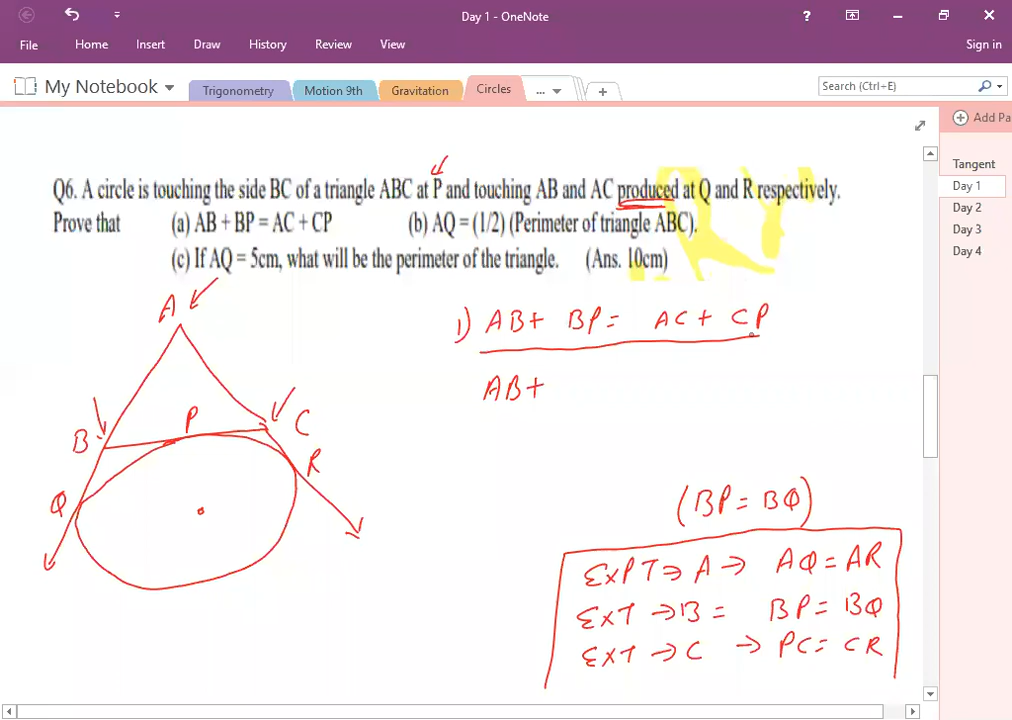 Day 1 - OneNote
?
File Home Insert Draw History Review View Sign in
My Notebook Trigonometry Motion 9th Gravitation Circles ... + Search (Ctrl+E)
Add Pa
Tangent
Day 1
Day 2
Day 3
Day 4
Q6. A circle is touching the side BC of a triangle ABC at P and touching AB and AC produced at Q and R respectively.
Prove that (a) AB + BP = AC + CP (b) AQ = (1/2) (Perimeter of triangle ABC).
(c) If AQ = 5cm, what will be the perimeter of the triangle. (Ans. 10cm)
A
B
P
C
Q
R
1) AB + BP = AC + CP
AB +
(BP = BQ)
EXPT ⇒ A → AQ = AR
EXT → B = BP = BQ
EXT → C → PC = CR